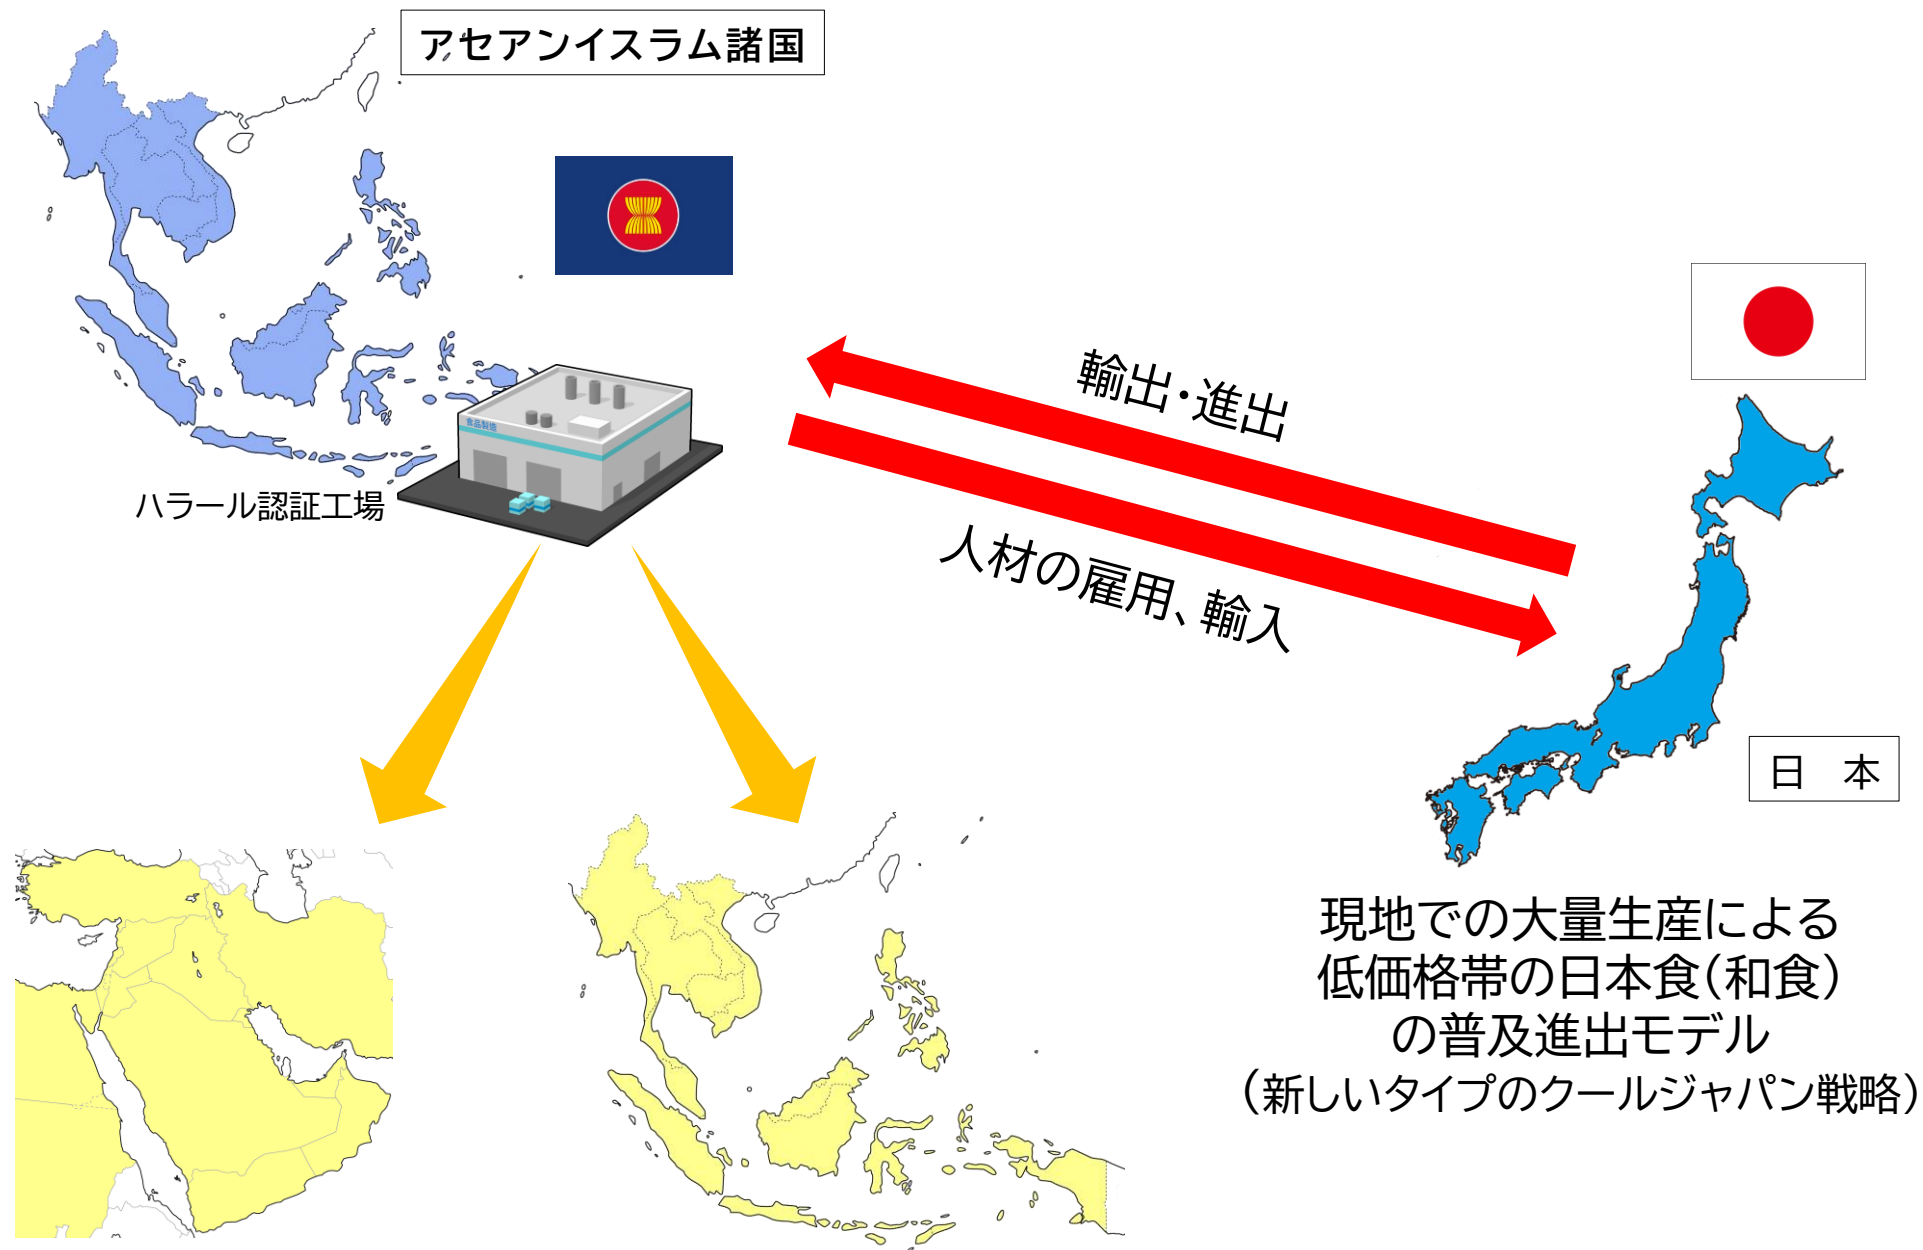 アセアンイスラム諸国
輸出・進出
食品製造
ハラール認証工場
人材の雇用、輸入
日　本
現地での大量生産による
低価格帯の日本食(和食)
の普及進出モデル
(新しいタイプのクールジャパン戦略)